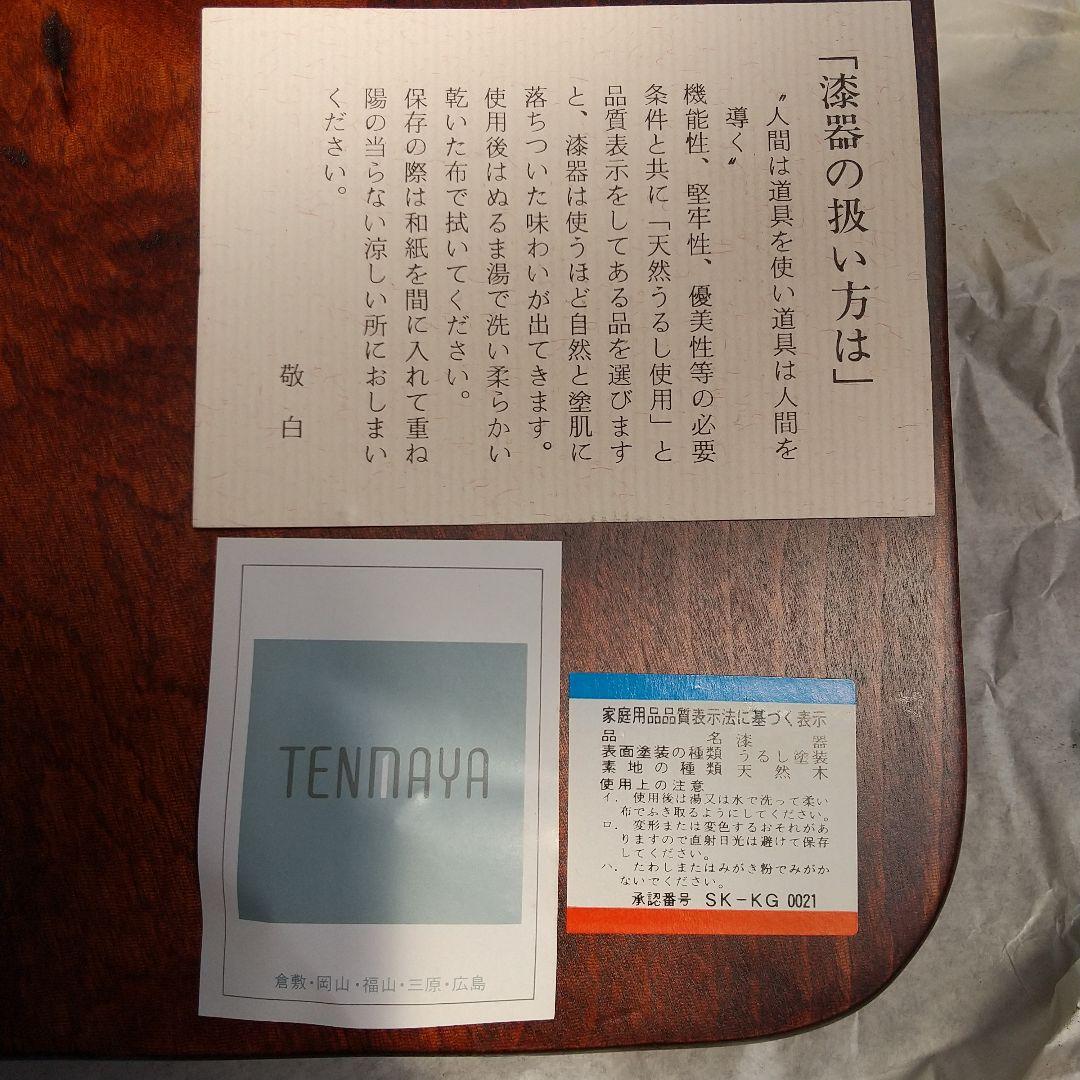 「漆器の扱い方は」
〝人間は道具を使い道具は人間を
導く〟
機能性、堅牢性、優美性等の必要
条件と共に「天然うるし使用」と
品質表示をしてある品を選びます
と、漆器は使うほど自然と塗肌に
落ちついた味わいが出てきます。
使用後はぬるま湯で洗い柔らかい
乾いた布で拭いてください。
保存の際は和紙を間に入れて重ね
陽の当らない涼しい所におしまい
ください。
敬白
TENMAYA
倉敷・岡山・福山・三原・広島
家庭用品品質表示法に基づく表示
品名 漆器
表面塗装の種類 うるし塗装
素地の種類 天然木
使用上の注意
イ. 使用後は湯又は水で洗って柔い
布でふき取るようにしてください。
ロ. 変形または変色するおそれがあ
りますので直射日光は避けて保存
してください。
ハ. たわしまたはみがき粉でみがか
ないでください。
承認番号 SK-KG 0021